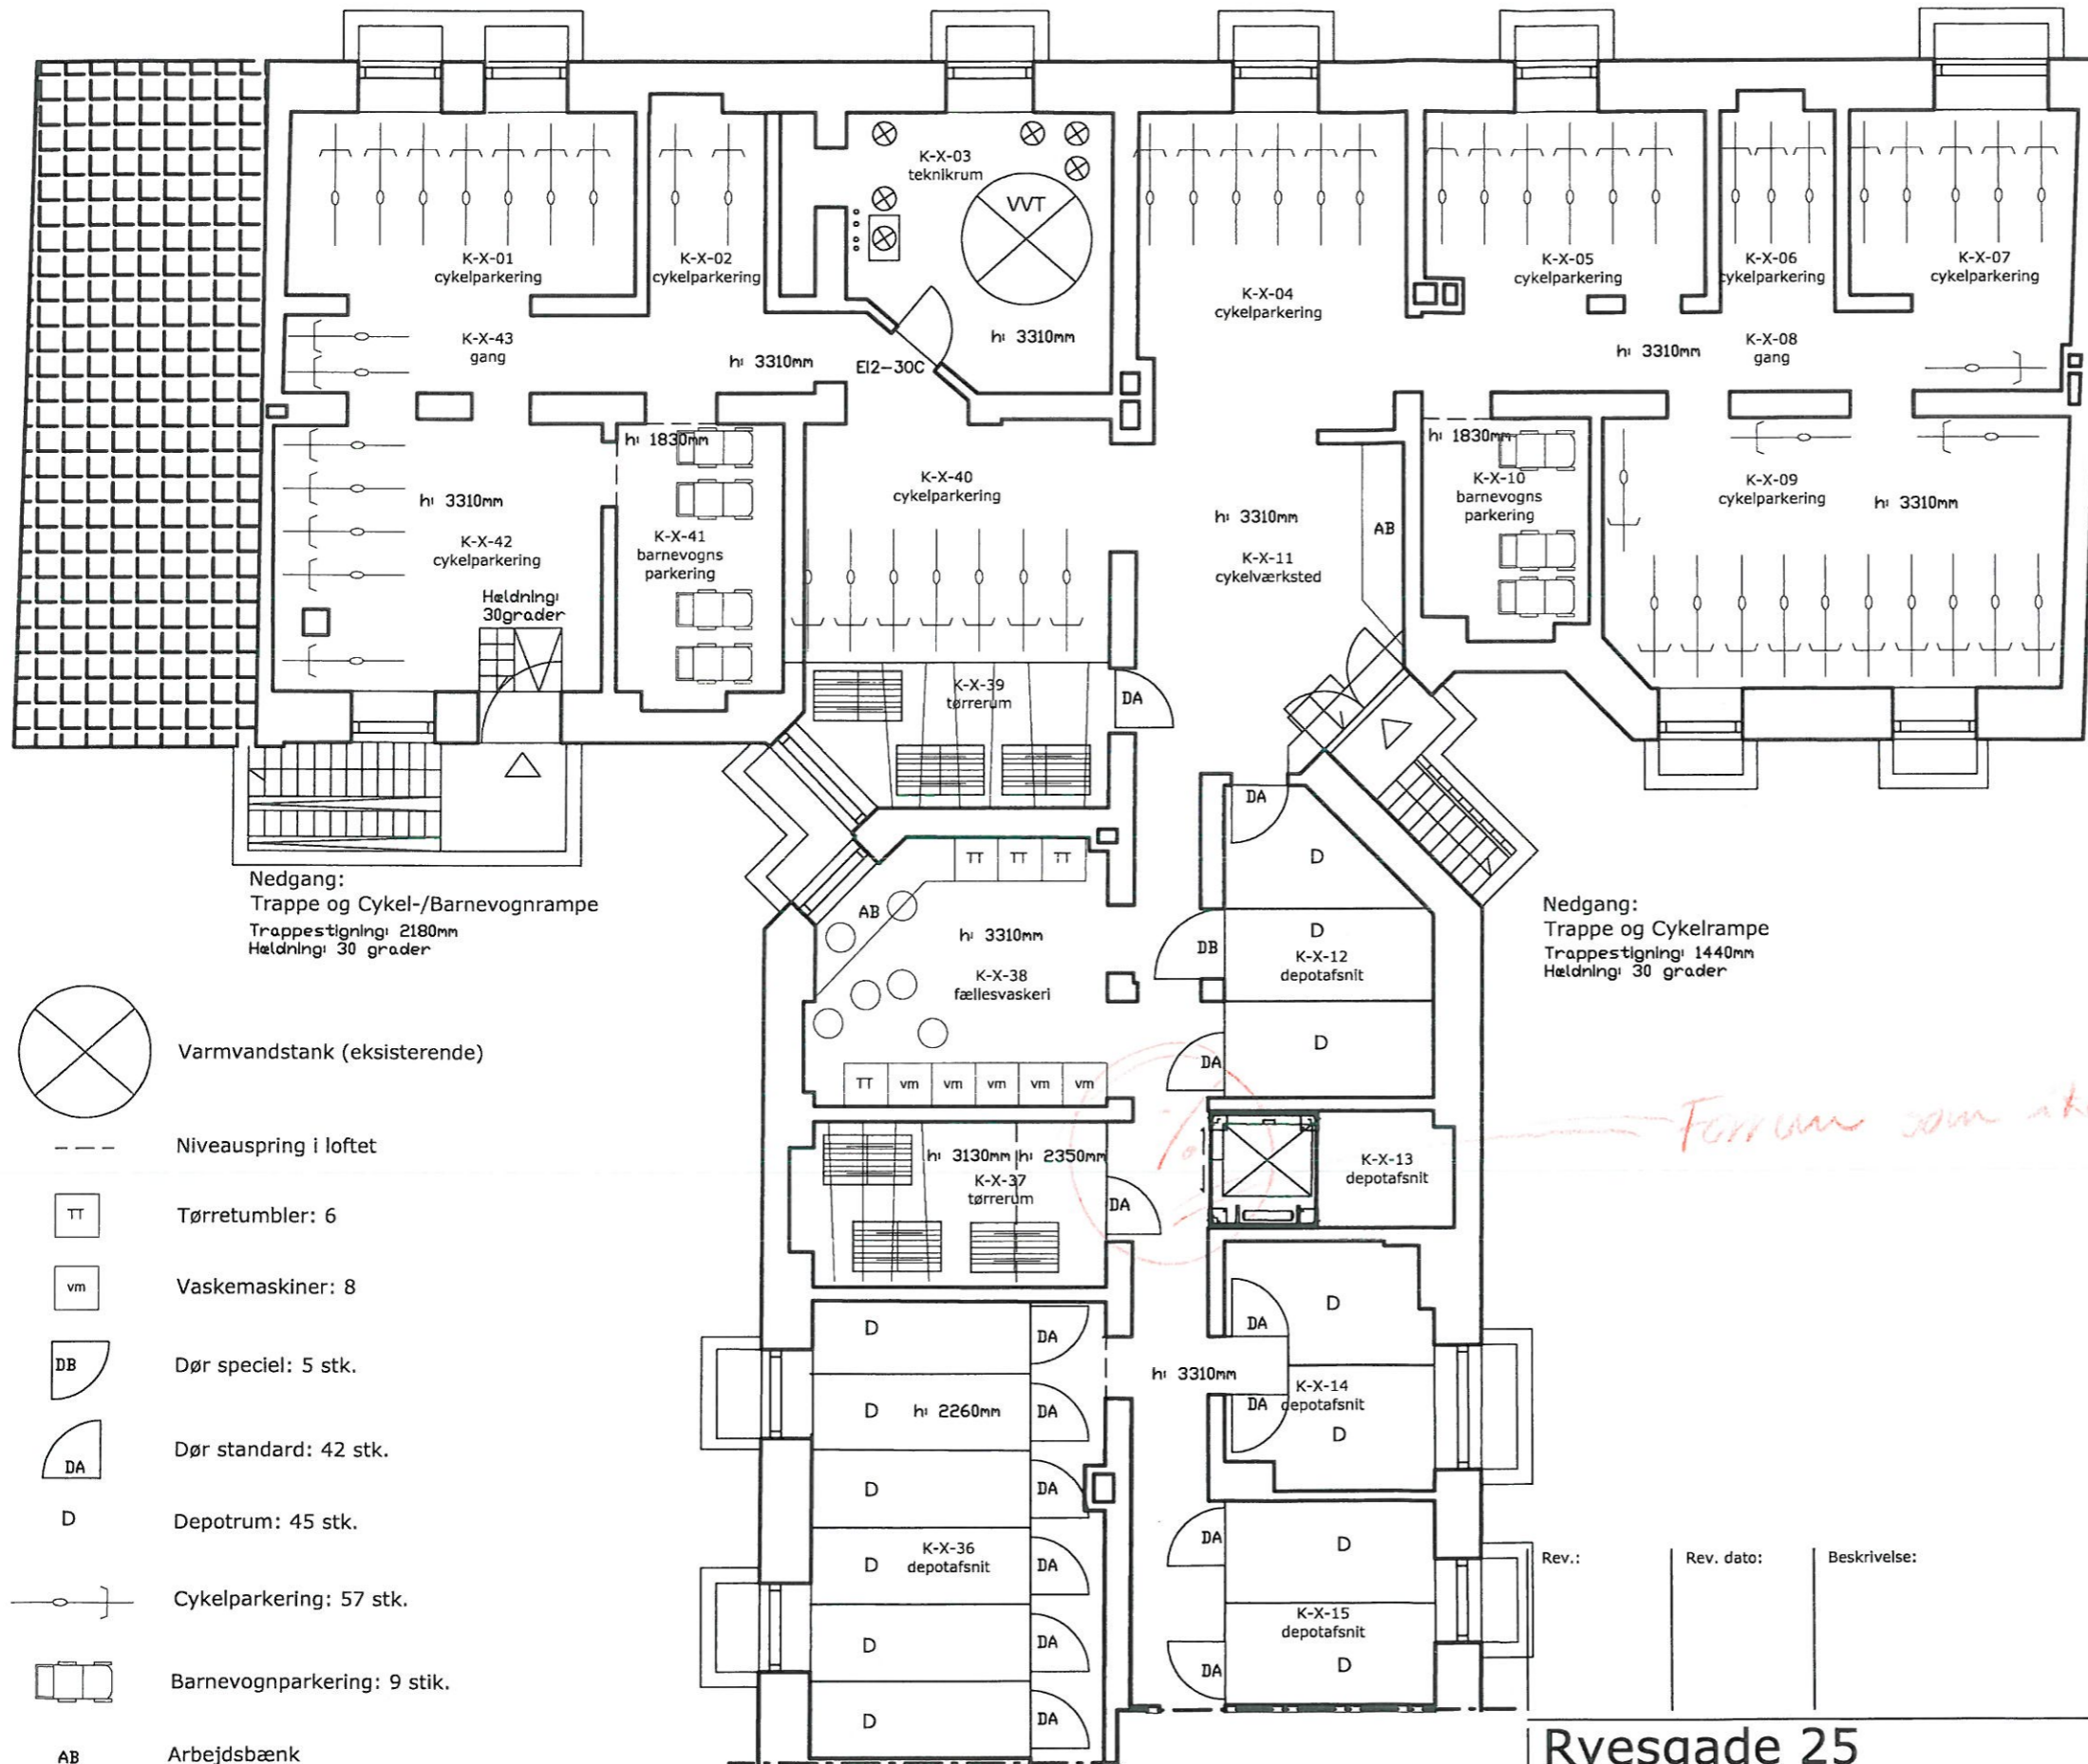 K-X-03
teknikrum
VVT
K-X-01
cykelparkering
K-X-02
cykelparkering
K-X-04
cykelparkering
K-X-05
cykelparkering
K-X-06
cykelparkering
K-X-07
cykelparkering
K-X-43
gang
h: 3310mm
EI2-30C
h: 3310mm
h: 3310mm
K-X-08
gang
h: 1830mm
K-X-40
cykelparkering
h: 1830mm
K-X-10
barnevogns
parkering
K-X-09
cykelparkering
h: 3310mm
h: 3310mm
K-X-42
cykelparkering
K-X-41
barnevogns
parkering
h: 3310mm
K-X-11
cykelværksted
AB
Hældning:
30grader
K-X-39
tørrerum
DA
DA
D
TT
TT
TT
AB
h: 3310mm
K-X-38
fællesvaskeri
DB
D
K-X-12
depotafsnit
D
DA
TT
vm
vm
vm
vm
vm
Nedgang:
Trappe og Cykel-/Barnevognrampe
Trappestigning: 2180mm
Hældning: 30 grader
Nedgang:
Trappe og Cykelrampe
Trappestigning: 1440mm
Hældning: 30 grader
h: 3130mm
h: 2350mm
K-X-37
tørrerum
DA
K-X-13
depotafsnit
som
D
DA
DA
D
h: 2260mm
DA
D
DA
D
K-X-36
depotafsnit
DA
D
DA
D
DA
h: 3310mm
DA
D
K-X-14
depotafsnit
DA
D
DA
D
K-X-15
depotafsnit
DA
D
Varmvandstank (eksisterende)
Niveauspring i loftet
TT
Tørretumbler: 6
vm
Vaskemaskiner: 8
DB
Dør speciel: 5 stk.
DA
Dør standard: 42 stk.
D
Depotrum: 45 stk.
Cykelparkering: 57 stk.
Barnevognparkering: 9 stik.
AB
Arbejdsbænk
Rev.:
Rev. dato:
Beskrivelse:
Ryesgade 25